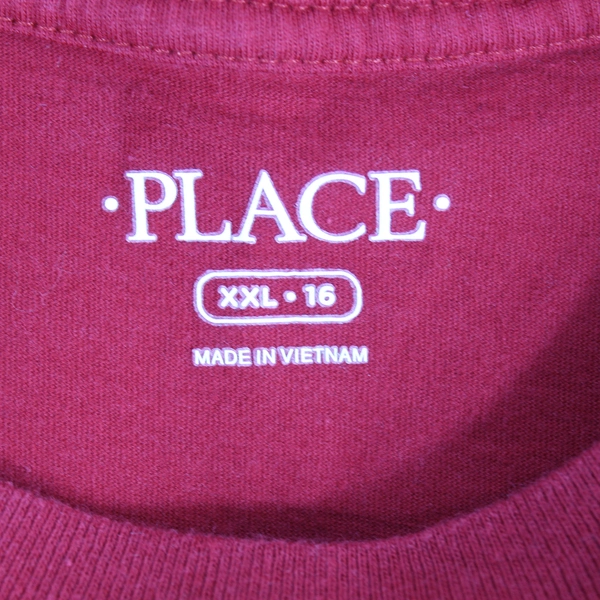 ·PLACE·
XXL · 16
MADE IN VIETNAM